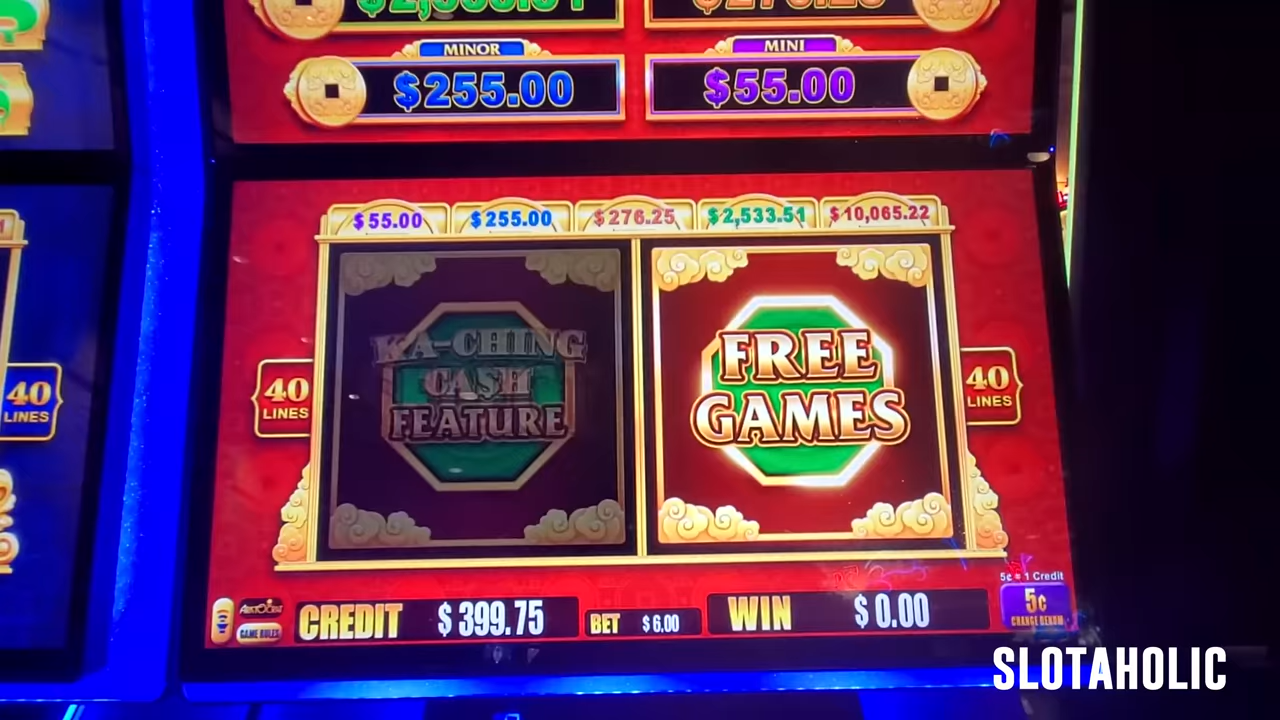 MINOR
MINI
$255.00
$55.00
$55.00
$255.00
$276.25
$2,533.51
$10,065.22
KA-CHING
CASH
FEATURE
FREE
GAMES
40
LINES
40
LINES
40
LINES
5¢ = 1 Credit
5¢
CHANGE DENOM
ARISTOCRAT
GAME RULES
CREDIT
$399.75
BET
$6.00
WIN
$0.00
SLOTAHOLIC